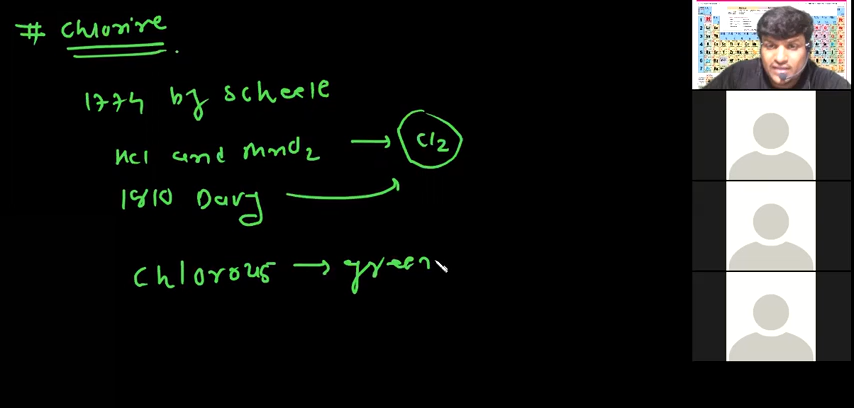 # Chlorine
1774 by Scheele
HCl and MnO2 → Cl2
1810 Davy
Chlorous → green